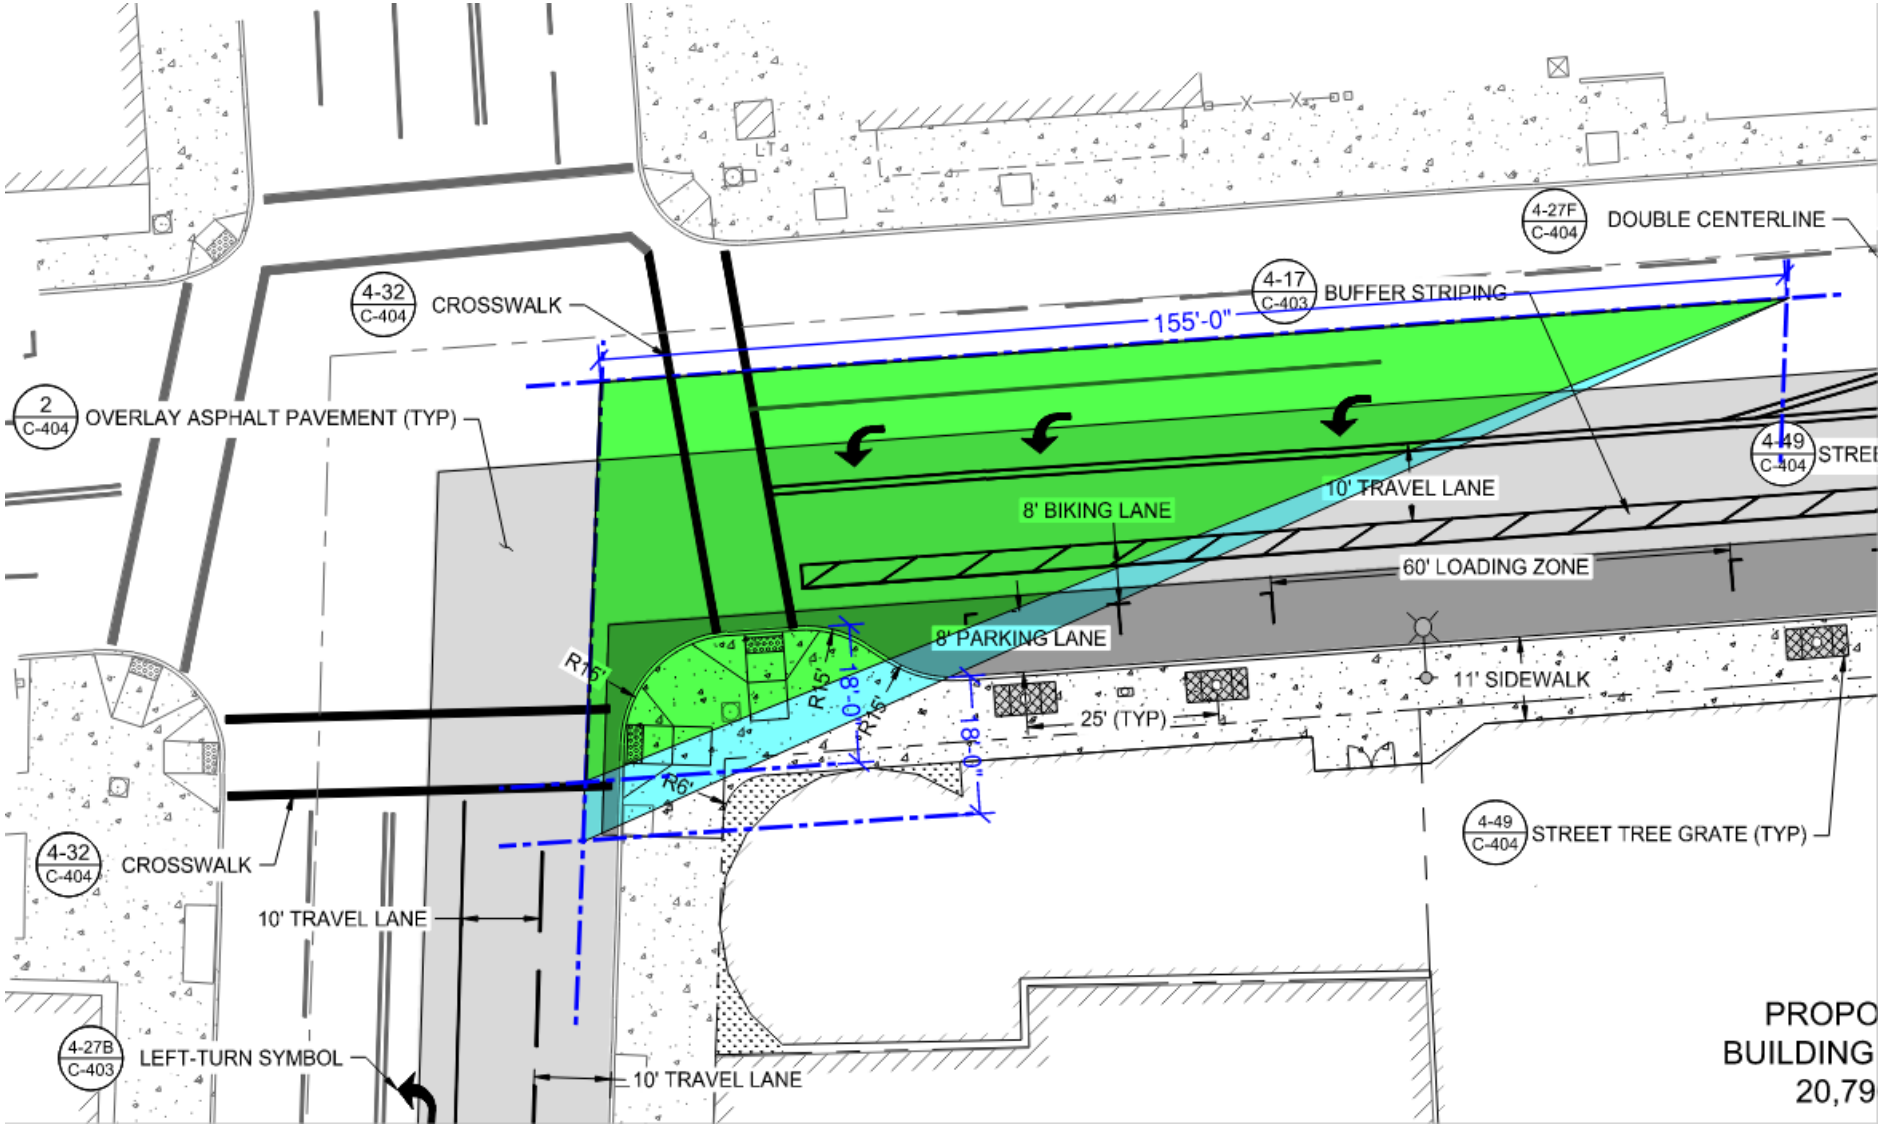 LT
4-27F
C-404
DOUBLE CENTERLINE
4-32
C-404
CROSSWALK
4-17
C-403
BUFFER STRIPING
155'-0"
2
C-404
OVERLAY ASPHALT PAVEMENT (TYP)
4-49
C-404
STREE
10' TRAVEL LANE
8' BIKING LANE
60' LOADING ZONE
8' PARKING LANE
R15'
R15'
18'-0"
R15'
11' SIDEWALK
25' (TYP)
18'-0"
R6'
4-49
C-404
STREET TREE GRATE (TYP)
4-32
C-404
CROSSWALK
10' TRAVEL LANE
PROPO
BUILDING
20,79
4-27B
C-403
LEFT-TURN SYMBOL
10' TRAVEL LANE